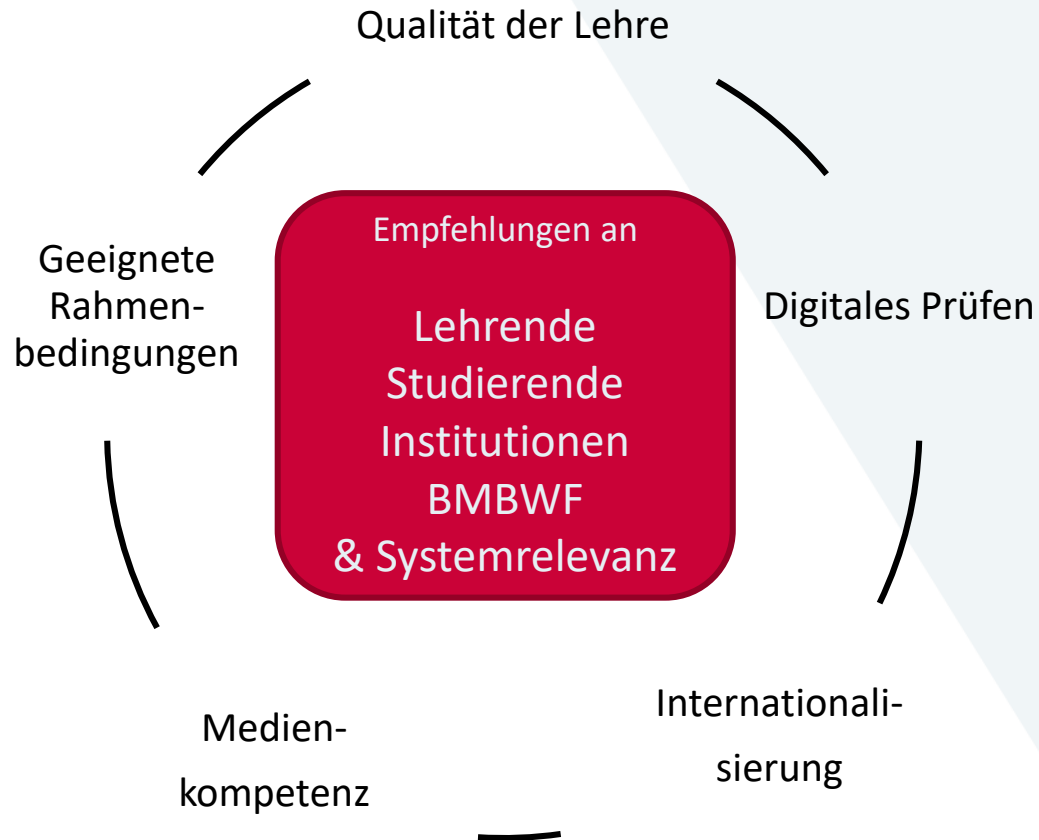 Qualität der Lehre
Empfehlungen an
Lehrende
Studierende
Institutionen
BMBWF
& Systemrelevanz
Geeignete
Rahmen-
bedingungen
Digitales Prüfen
Medien-
kompetenz
Internationali-
sierung